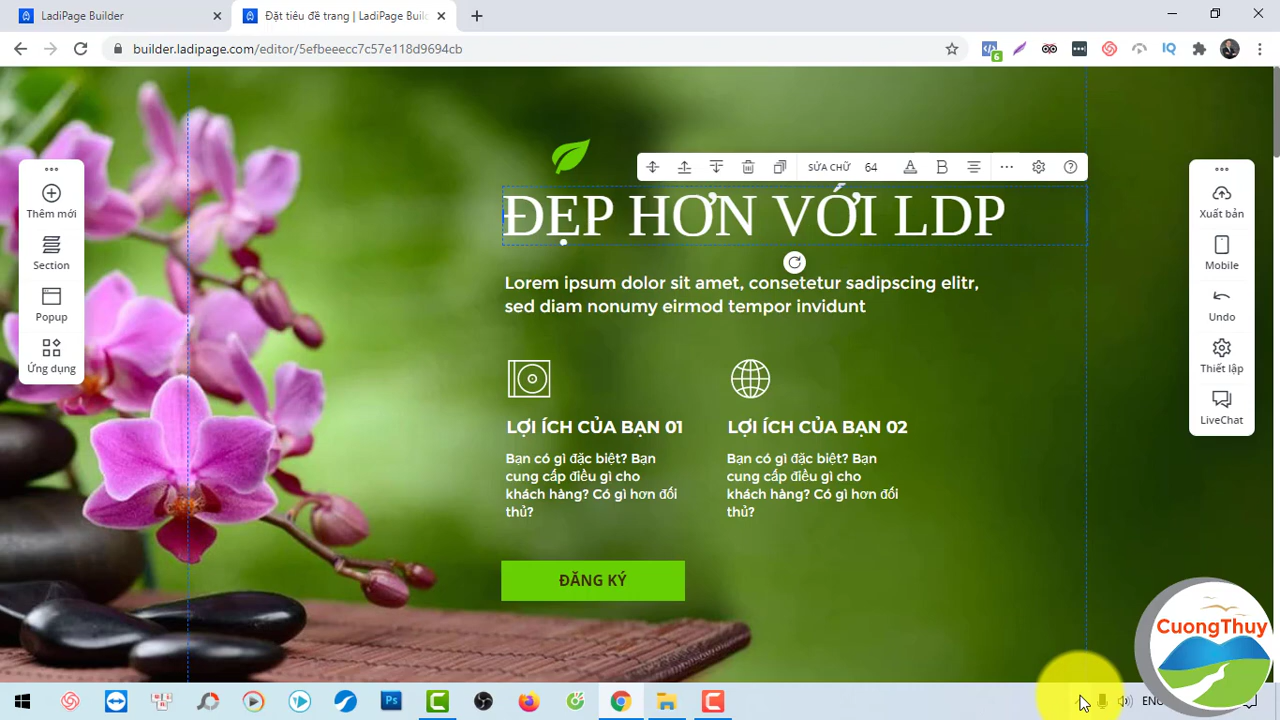 LadiPage Builder
Đặt tiêu đề trang | LadiPage Buil
builder.ladipage.com/editor/5efbeeecc7c57e118d9694cb
6
IQ
SỬA CHỮ 64
B
ĐẸP HƠN VỚI LDP
Lorem ipsum dolor sit amet, consetetur sadipscing elitr,
sed diam nonumy eirmod tempor invidunt
LỢI ÍCH CỦA BẠN 01
Bạn có gì đặc biệt? Bạn
cung cấp điều gì cho
khách hàng? Có gì hơn đối
thủ?
LỢI ÍCH CỦA BẠN 02
Bạn có gì đặc biệt? Bạn
cung cấp điều gì cho
khách hàng? Có gì hơn đối
thủ?
ĐĂNG KÝ
Thêm mới
Section
Popup
Ứng dụng
Xuất bản
Mobile
Undo
Thiết lập
LiveChat
CuongThuy
Ps